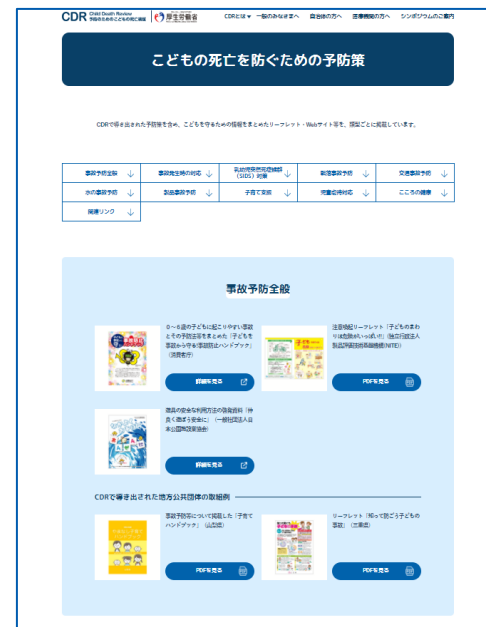 CDR Child Death Review
予防のためのこどもの死亡検証
厚生労働省
CDRとは 一般のみなさまへ 自治体の方へ 医療機関の方へ シンポジウムのご案内
こどもの死亡を防ぐための予防策
CDRで導き出された予防策を含め、こどもを守るための情報をまとめたリーフレット・Webサイト等を、類型ごとに掲載しています。
事故予防全般 事故発生時の対応 乳幼児突然死症候群（SIDS）対策 転落事故予防 交通事故予防
水の事故予防 製品事故予防 子育て支援 児童虐待対応 こころの健康
関連リンク
事故予防全般
０～６歳の子どもに起こりやすい事故
とその予防法等をまとめた「子どもを
事故から守る!事故防止ハンドブック」
（消費者庁）
詳細を見る
注意喚起リーフレット「子どものまわ
りは危険がいっぱい!!」（独立行政法人
製品評価技術基盤機構(NITE)）
PDFを見る
遊具の安全な利用方法の啓発資料「仲
良く遊ぼう安全に」（一般社団法人日
本公園施設業協会）
詳細を見る
CDRで導き出された地方公共団体の取組例
事故予防等について掲載した「子育て
ハンドブック」（山梨県）
PDFを見る
リーフレット「知って防ごう子どもの
事故」（三重県）
PDFを見る